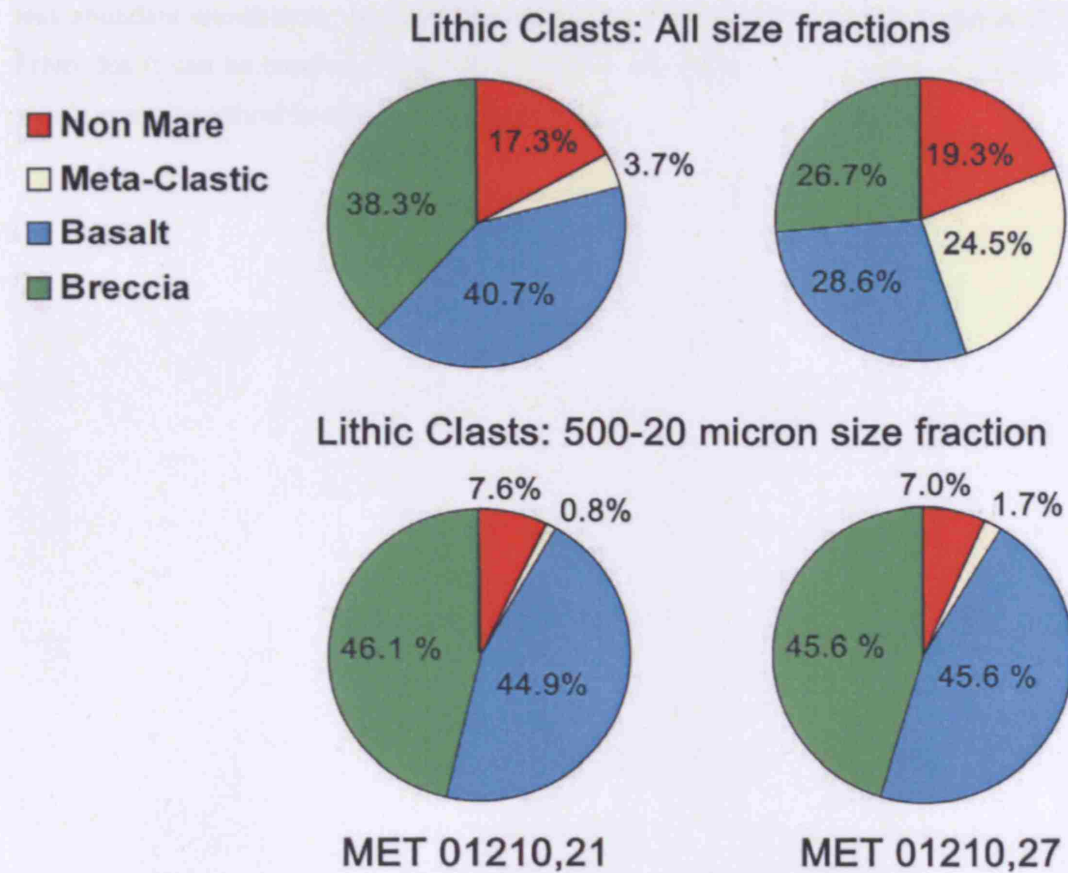 Lithic Clasts: All size fractions
Non Mare
Meta-Clastic
Basalt
Breccia
17.3%
3.7%
40.7%
38.3%
19.3%
24.5%
28.6%
26.7%
Lithic Clasts: 500-20 micron size fraction
7.6%
0.8%
44.9%
46.1 %
7.0%
1.7%
45.6 %
45.6 %
MET 01210,21
MET 01210,27